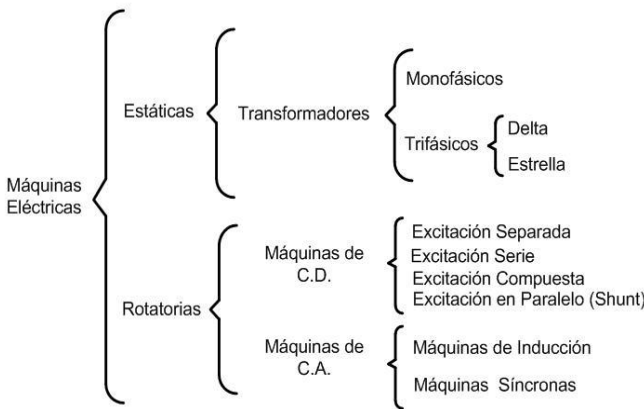 Máquinas
Eléctricas
Estáticas
Transformadores
Monofásicos
Trifásicos
Delta
Estrella
Rotatorias
Máquinas de
C.D.
Excitación Separada
Excitación Serie
Excitación Compuesta
Excitación en Paralelo (Shunt)
Máquinas de
C.A.
Máquinas de Inducción
Máquinas Síncronas